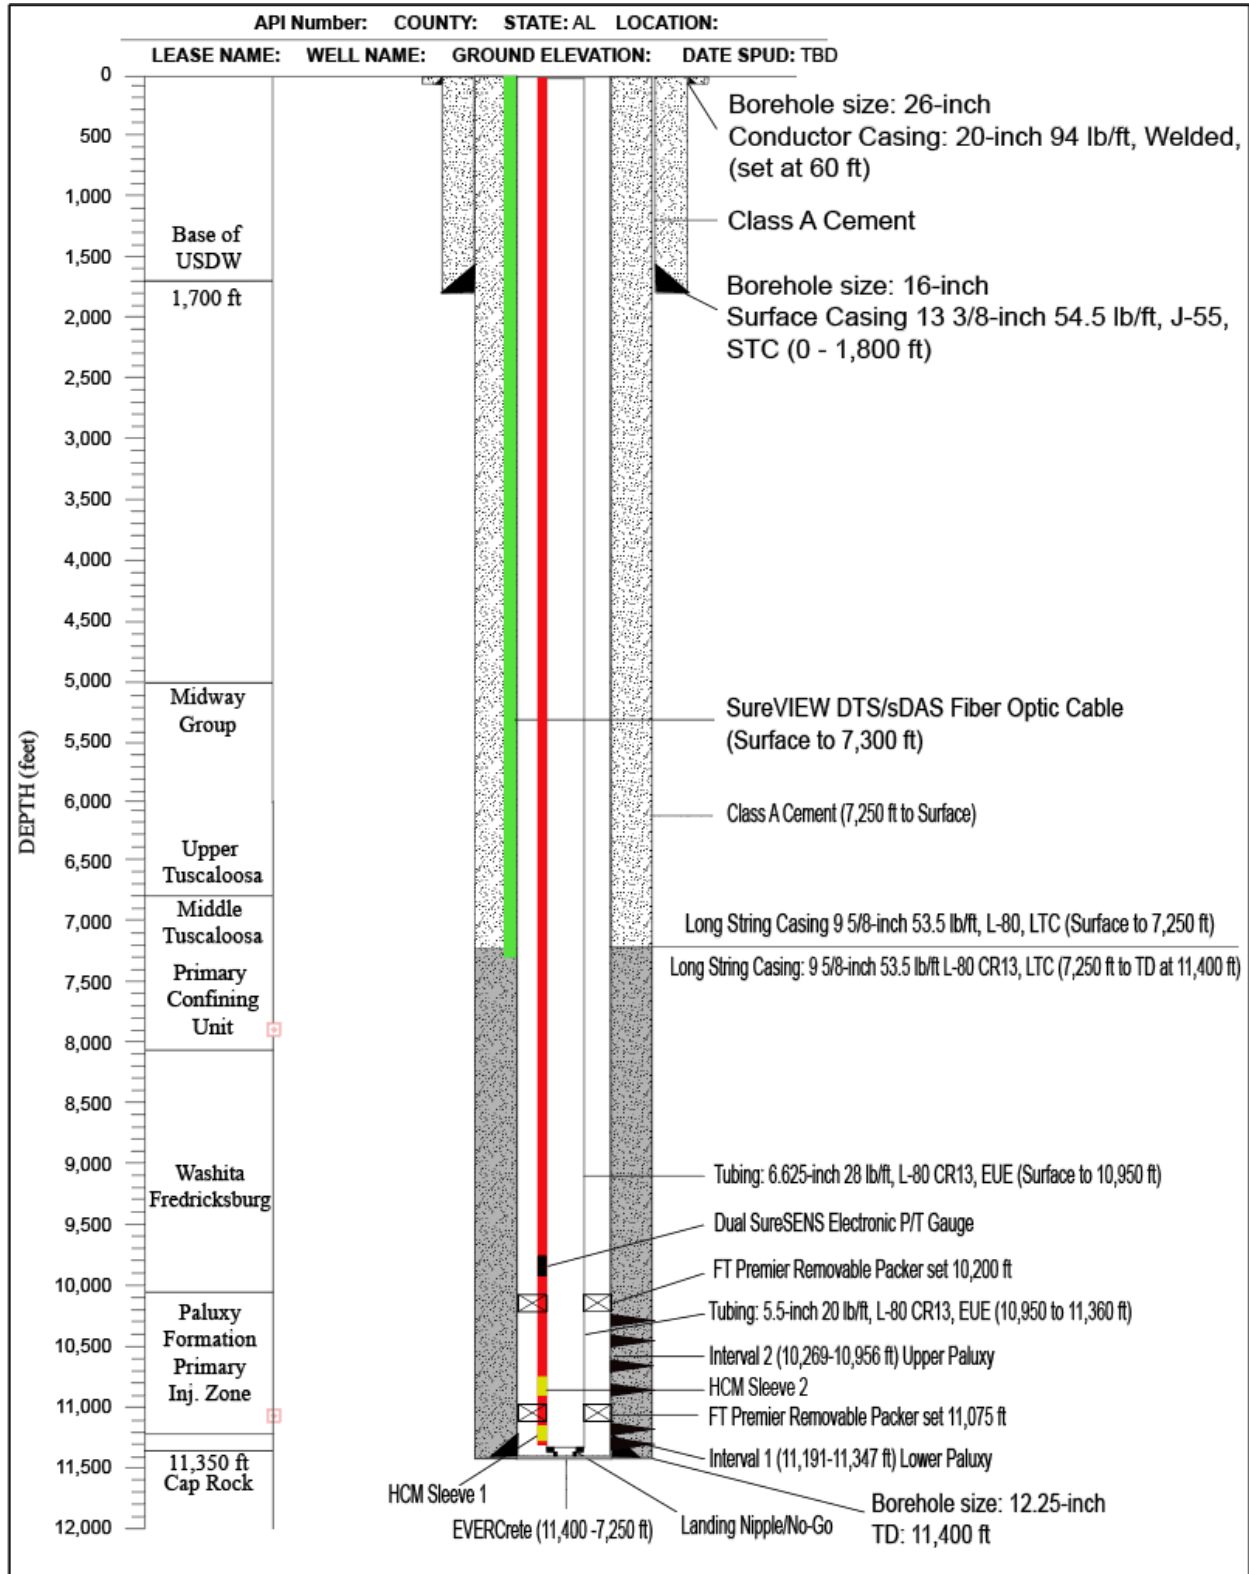 API Number: COUNTY: STATE: AL LOCATION:
LEASE NAME: WELL NAME: GROUND ELEVATION: DATE SPUD: TBD
DEPTH (feet)
0
500
1,000
1,500
2,000
2,500
3,000
3,500
4,000
4,500
5,000
5,500
6,000
6,500
7,000
7,500
8,000
8,500
9,000
9,500
10,000
10,500
11,000
11,500
12,000
Base of
USDW
1,700 ft
Midway
Group
Upper
Tuscaloosa
Middle
Tuscaloosa
Primary
Confining
Unit
Washita
Fredricksburg
Paluxy
Formation
Primary
Inj. Zone
11,350 ft
Cap Rock
Borehole size: 26-inch
Conductor Casing: 20-inch 94 lb/ft, Welded,
(set at 60 ft)
Class A Cement
Borehole size: 16-inch
Surface Casing 13 3/8-inch 54.5 lb/ft, J-55,
STC (0 - 1,800 ft)
SureVIEW DTS/sDAS Fiber Optic Cable
(Surface to 7,300 ft)
Class A Cement (7,250 ft to Surface)
Long String Casing 9 5/8-inch 53.5 lb/ft, L-80, LTC (Surface to 7,250 ft)
Long String Casing: 9 5/8-inch 53.5 lb/ft L-80 CR13, LTC (7,250 ft to TD at 11,400 ft)
Tubing: 6.625-inch 28 lb/ft, L-80 CR13, EUE (Surface to 10,950 ft)
Dual SureSENS Electronic P/T Gauge
FT Premier Removable Packer set 10,200 ft
Tubing: 5.5-inch 20 lb/ft, L-80 CR13, EUE (10,950 to 11,360 ft)
Interval 2 (10,269-10,956 ft) Upper Paluxy
HCM Sleeve 2
FT Premier Removable Packer set 11,075 ft
Interval 1 (11,191-11,347 ft) Lower Paluxy
HCM Sleeve 1
EVERCrete (11,400 -7,250 ft)
Landing Nipple/No-Go
Borehole size: 12.25-inch
TD: 11,400 ft